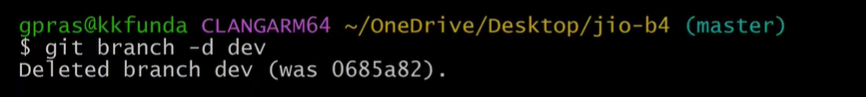 gpras@kkfunda CLANGARM64 ~/OneDrive/Desktop/jio-b4 (master)
$ git branch -d dev
Deleted branch dev (was 0685a82).